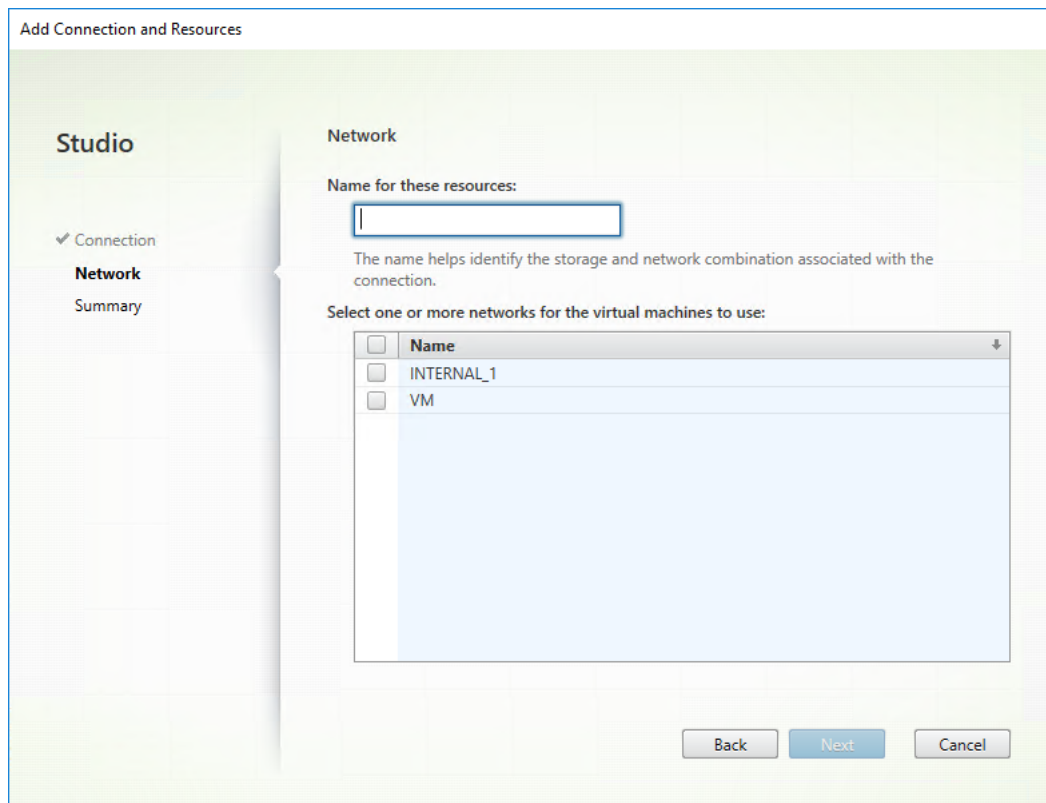 Add Connection and Resources
Studio
Connection
Network
Summary
Network
Name for these resources:
The name helps identify the storage and network combination associated with the
connection.
Select one or more networks for the virtual machines to use:
Name
INTERNAL_1
VM
Back
Next
Cancel